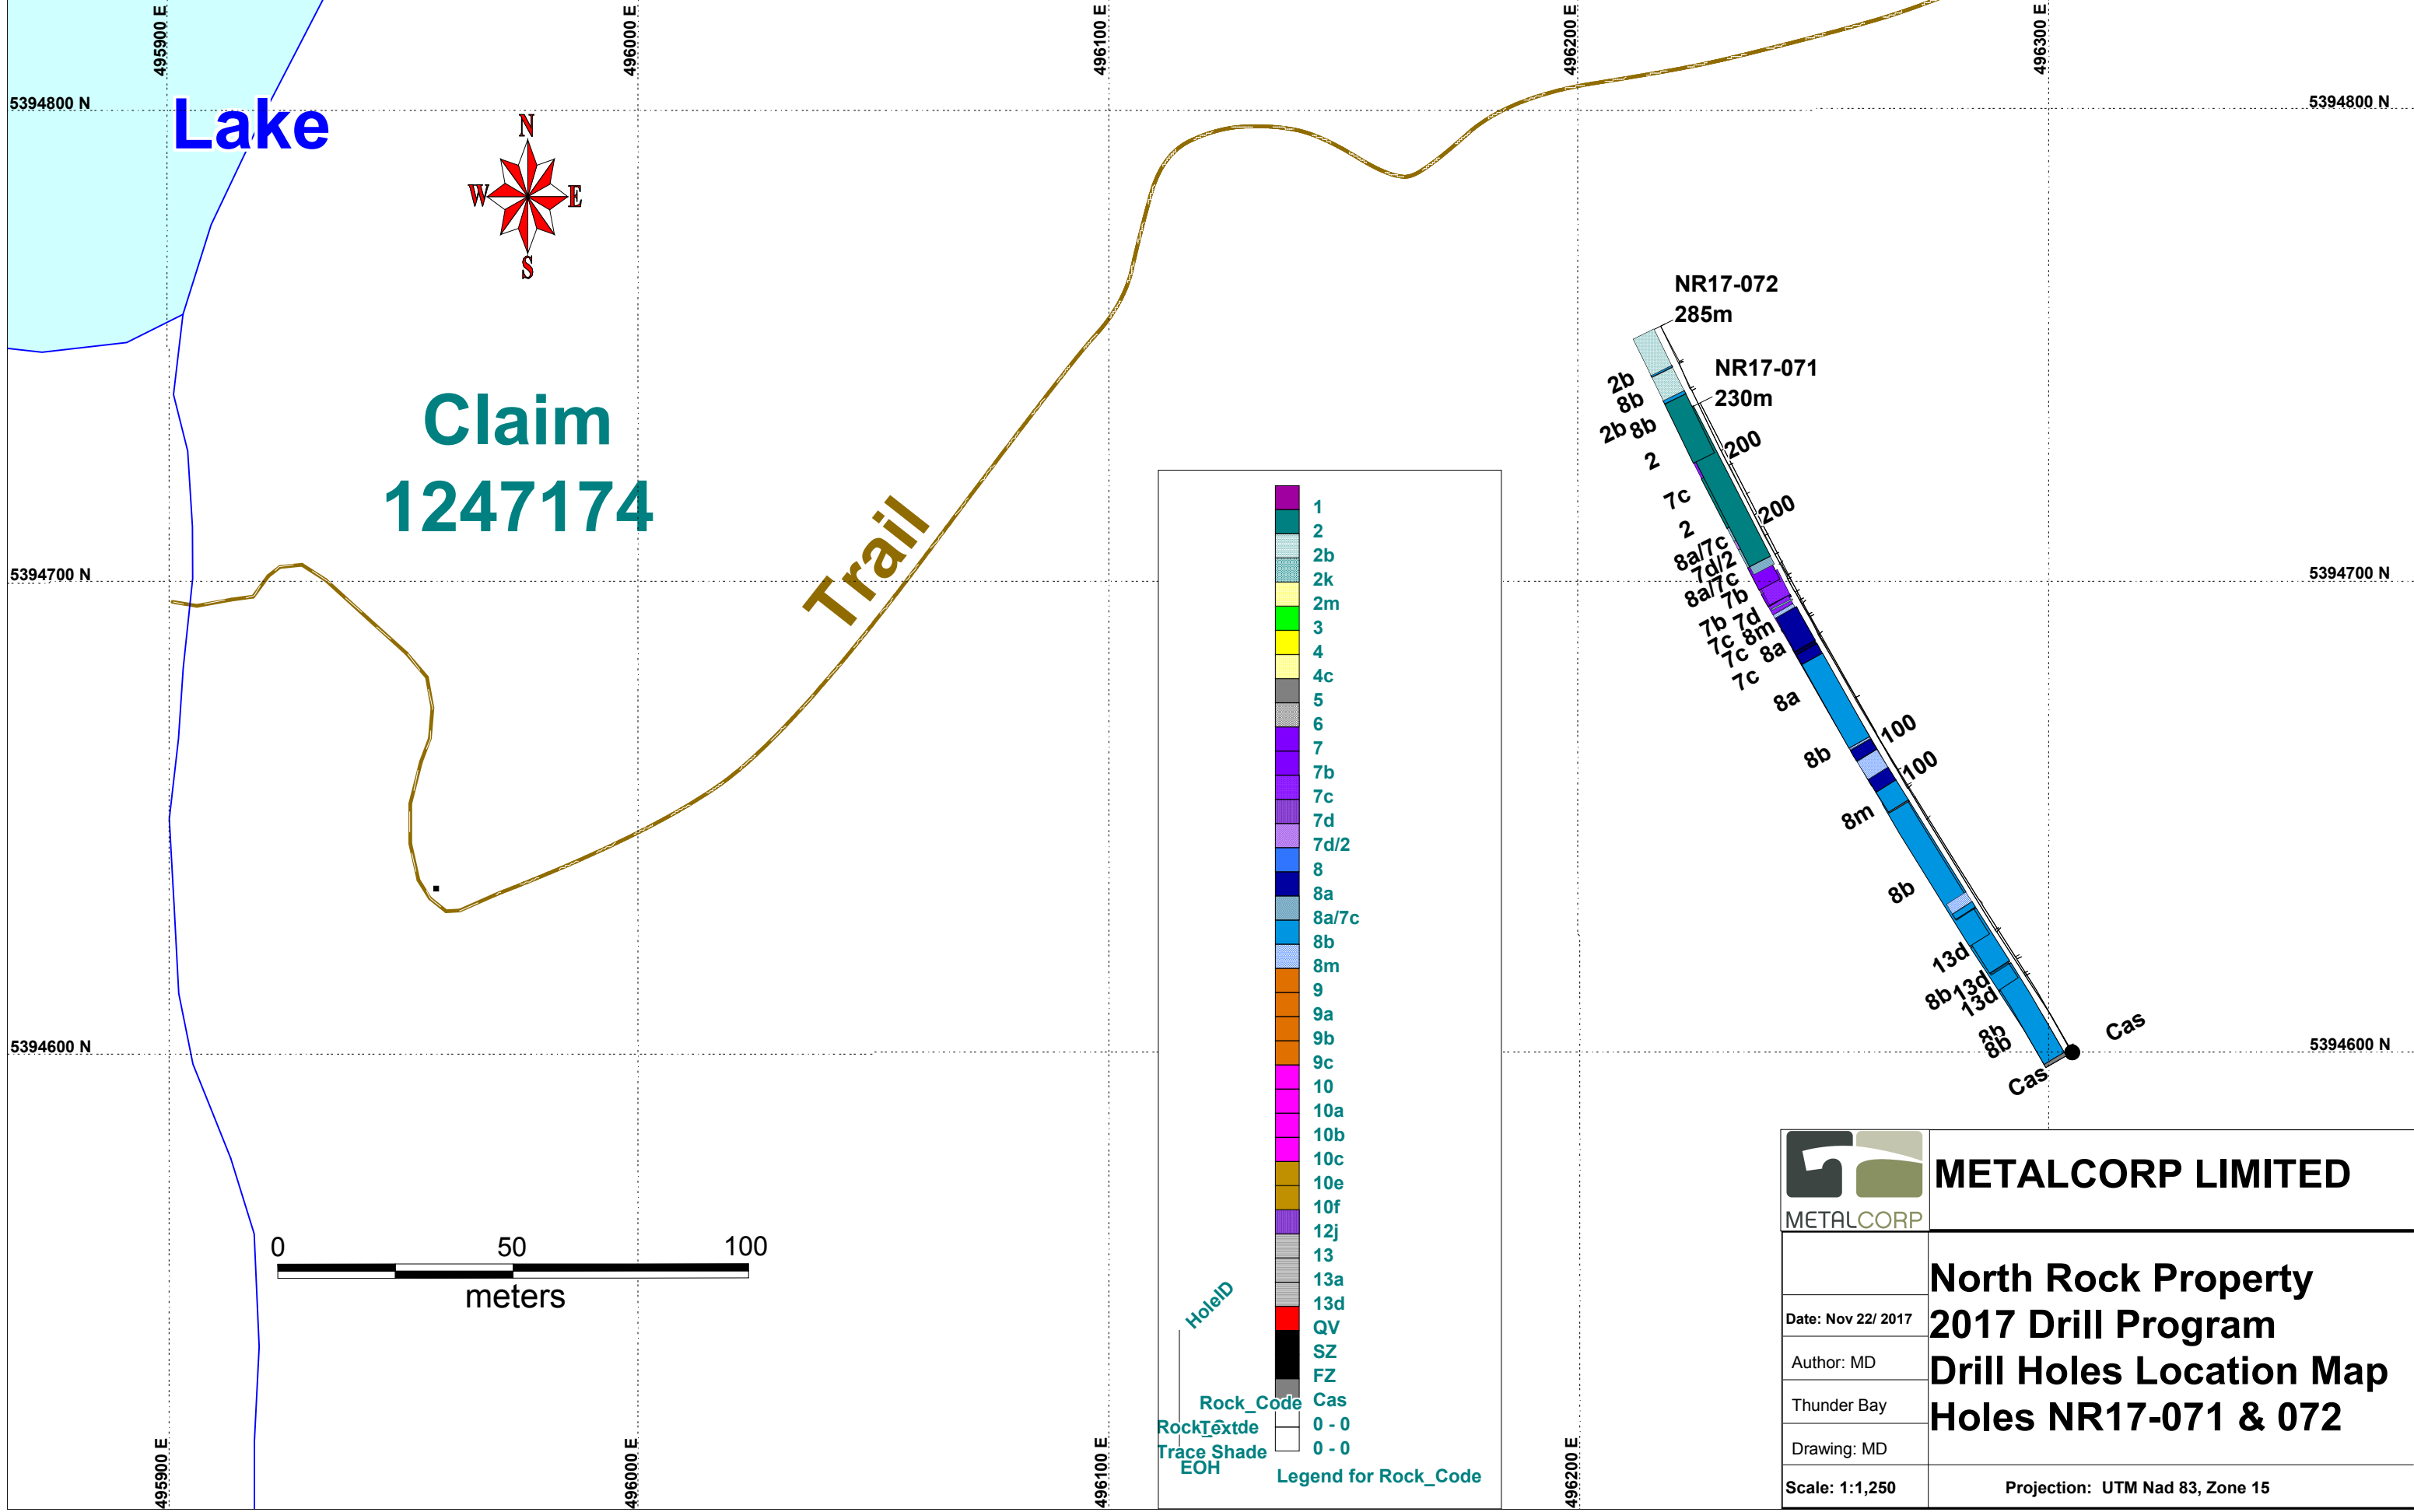 495900 E
496000 E
496100 E
496200 E
496300 E
5394800 N
5394800 N
Lake
N
W
E
S
NR17-072
285m
NR17-071
230m
Claim
1247174
Trail
2b
8b
2b
8b
2
200
7c
200
2
8a/7c
7d/2
8a/7c
7b
7b
7d
7c
8m
7c
8a
7c
8a
100
8b
100
8m
8b
13d
13d
8b
13d
8b
8b
Cas
Cas
5394700 N
5394700 N
5394600 N
5394600 N
1
2
2b
2k
2m
3
4
4c
5
6
7
7b
7c
7d
7d/2
8
8a
8a/7c
8b
8m
9
9a
9b
9c
10
10a
10b
10c
10e
10f
12j
13
13a
13d
QV
SZ
FZ
Cas
0 - 0
0 - 0
HoleID
Rock_Code
Text
Trace Shade
EOH
Legend for Rock_Code
0 50 100
meters
495900 E
496000 E
496100 E
496200 E
METALCORP
METALCORP LIMITED
North Rock Property
2017 Drill Program
Drill Holes Location Map
Holes NR17-071 & 072
Date: Nov 22/ 2017
Author: MD
Thunder Bay
Drawing: MD
Scale: 1:1,250
Projection: UTM Nad 83, Zone 15